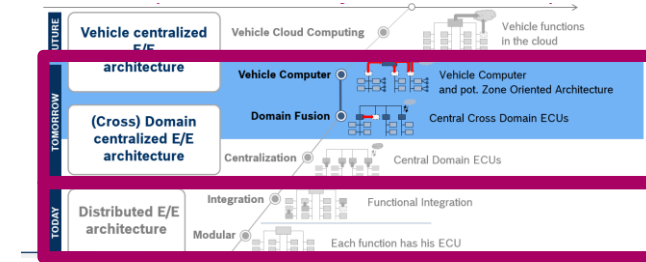 FUTURE
Vehicle centralized
E/E
architecture
Vehicle Cloud Computing
Vehicle functions
in the cloud
TOMORROW
Vehicle Computer
Vehicle Computer
and pot. Zone Oriented Architecture
Domain Fusion
Central Cross Domain ECUs
(Cross) Domain
centralized E/E
architecture
Centralization
Central Domain ECUs
TODAY
Distributed E/E
architecture
Integration
Functional Integration
Modular
Each function has his ECU